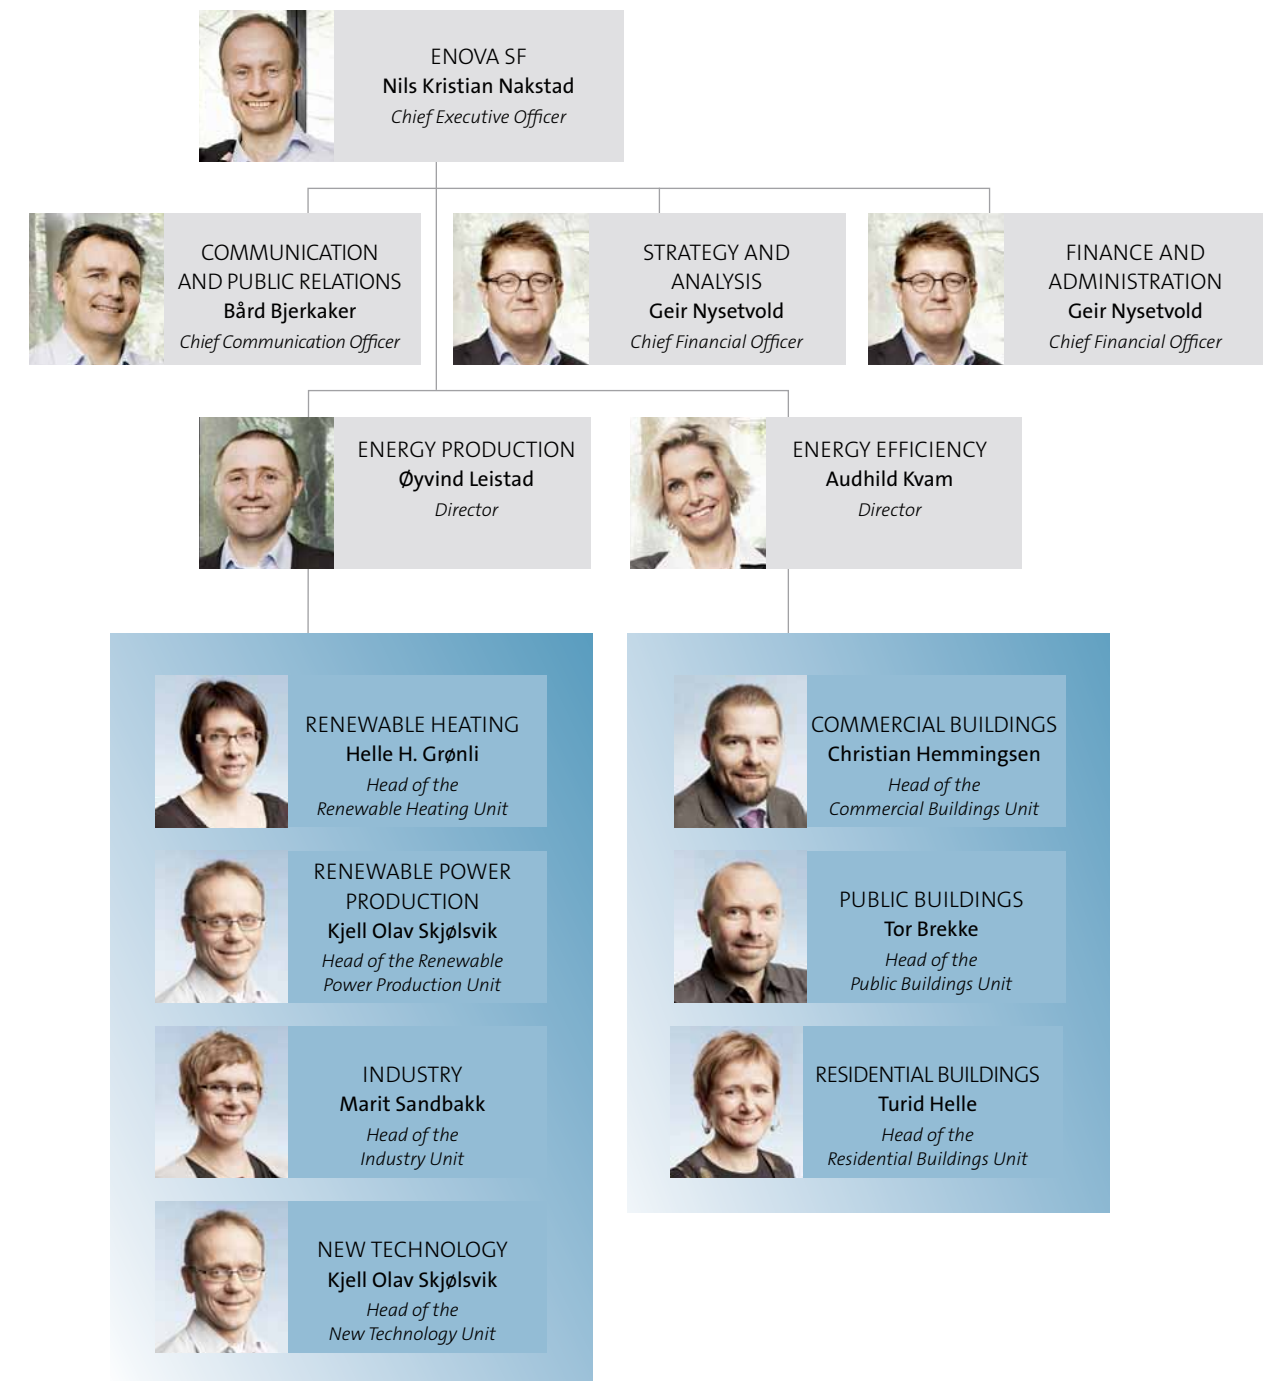 ENOVA SF
Nils Kristian Nakstad
Chief Executive Officer
COMMUNICATION
AND PUBLIC RELATIONS
Bård Bjerkaker
Chief Communication Officer
STRATEGY AND
ANALYSIS
Geir Nysetvold
Chief Financial Officer
FINANCE AND
ADMINISTRATION
Geir Nysetvold
Chief Financial Officer
ENERGY PRODUCTION
Øyvind Leistad
Director
ENERGY EFFICIENCY
Audhild Kvam
Director
RENEWABLE HEATING
Helle H. Grønli
Head of the
Renewable Heating Unit
RENEWABLE POWER
PRODUCTION
Kjell Olav Skjølsvik
Head of the Renewable
Power Production Unit
INDUSTRY
Marit Sandbakk
Head of the
Industry Unit
NEW TECHNOLOGY
Kjell Olav Skjølsvik
Head of the
New Technology Unit
COMMERCIAL BUILDINGS
Christian Hemmingsen
Head of the
Commercial Buildings Unit
PUBLIC BUILDINGS
Tor Brekke
Head of the
Public Buildings Unit
RESIDENTIAL BUILDINGS
Turid Helle
Head of the
Residential Buildings Unit